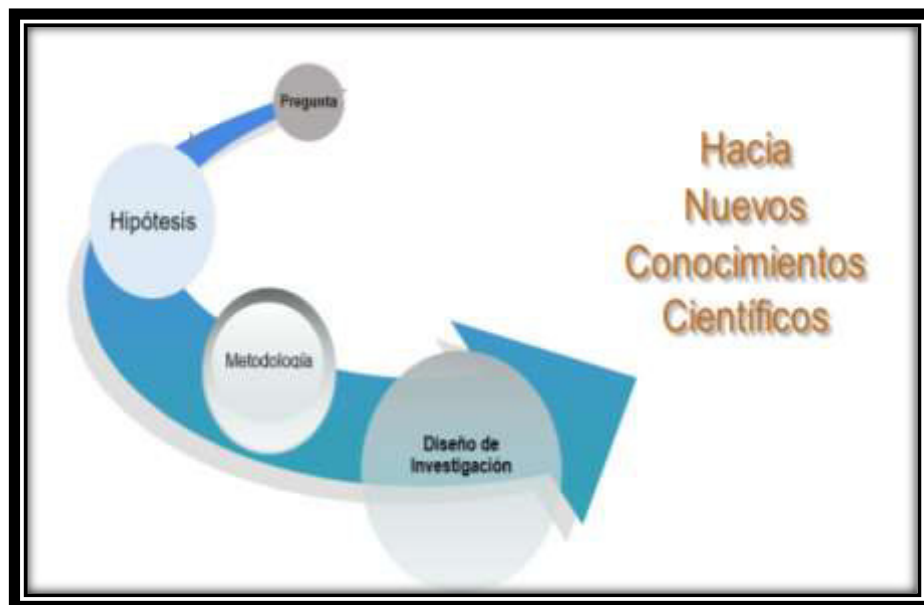 Pregunta
Hipótesis
Metodología
Diseño de
Investigación
Hacia
Nuevos
Conocimientos
Científicos